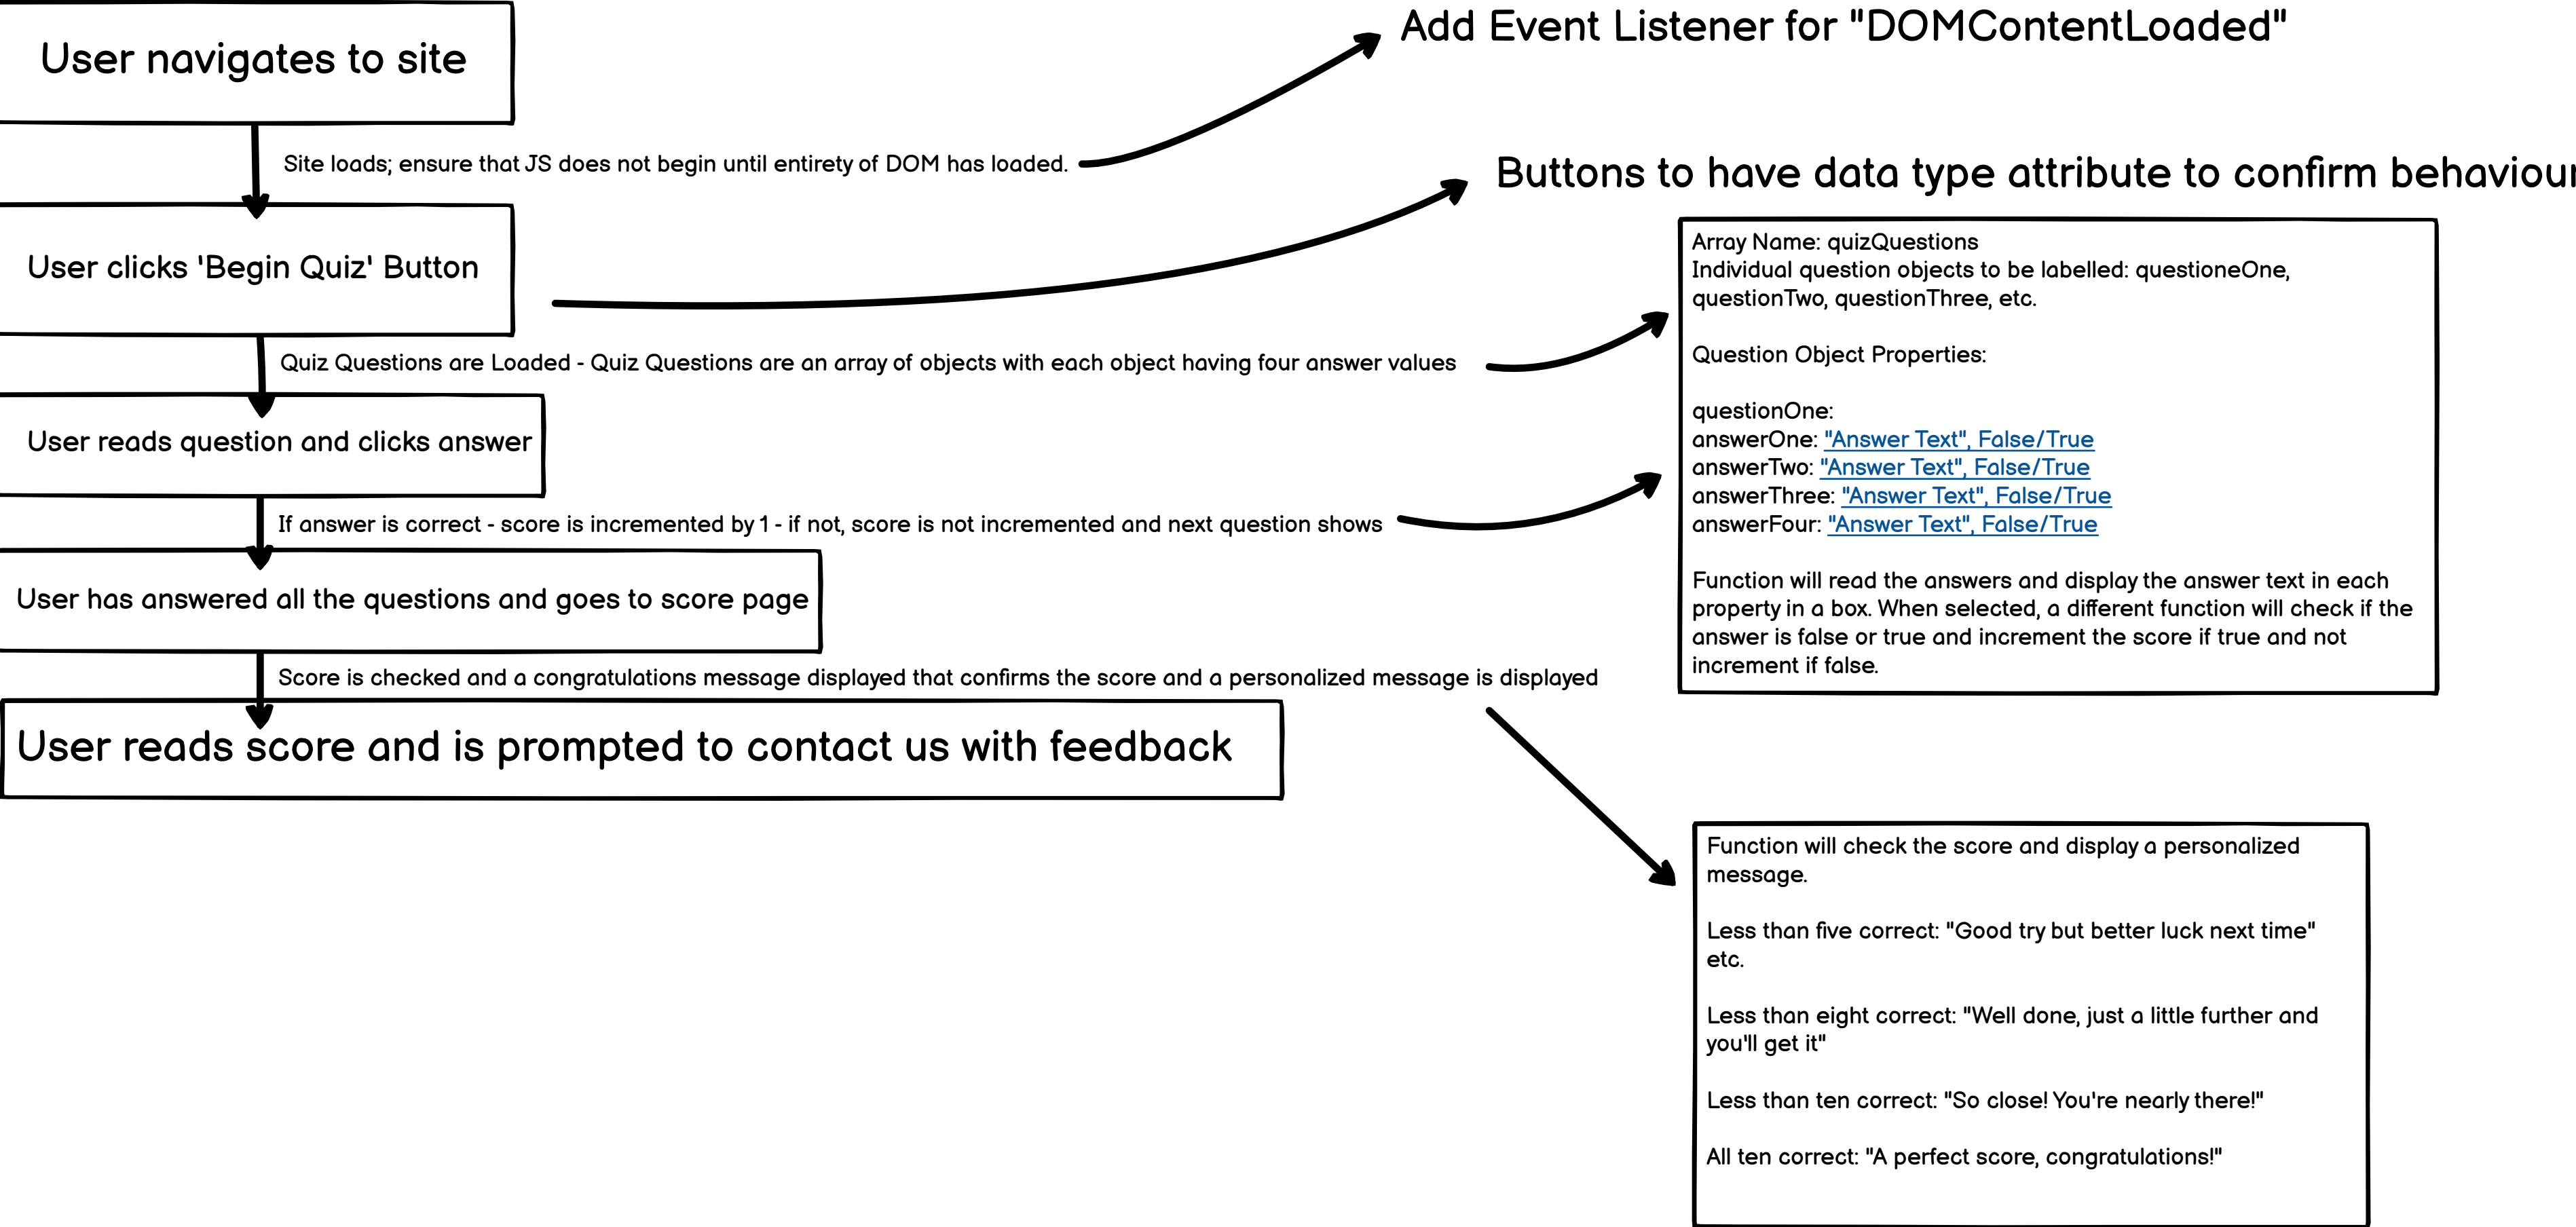 User navigates to site
Add Event Listener for "DOMContentLoaded"
Site loads; ensure that JS does not begin until entirety of DOM has loaded.
Buttons to have data type attribute to confirm behaviour
User clicks 'Begin Quiz' Button
Quiz Questions are Loaded - Quiz Questions are an array of objects with each object having four answer values
Array Name: quizQuestions
Individual question objects to be labelled: questioneOne,
questionTwo, questionThree, etc.
Question Object Properties:
questionOne:
answerOne: "Answer Text", False/True
answerTwo: "Answer Text", False/True
answerThree: "Answer Text", False/True
answerFour: "Answer Text", False/True
Function will read the answers and display the answer text in each
property in a box. When selected, a different function will check if the
answer is false or true and increment the score if true and not
increment if false.
User reads question and clicks answer
If answer is correct - score is incremented by 1 - if not, score is not incremented and next question shows
User has answered all the questions and goes to score page
Score is checked and a congratulations message displayed that confirms the score and a personalized message is displayed
User reads score and is prompted to contact us with feedback
Function will check the score and display a personalized
message.
Less than five correct: "Good try but better luck next time"
etc.
Less than eight correct: "Well done, just a little further and
you'll get it"
Less than ten correct: "So close! You're nearly there!"
All ten correct: "A perfect score, congratulations!"